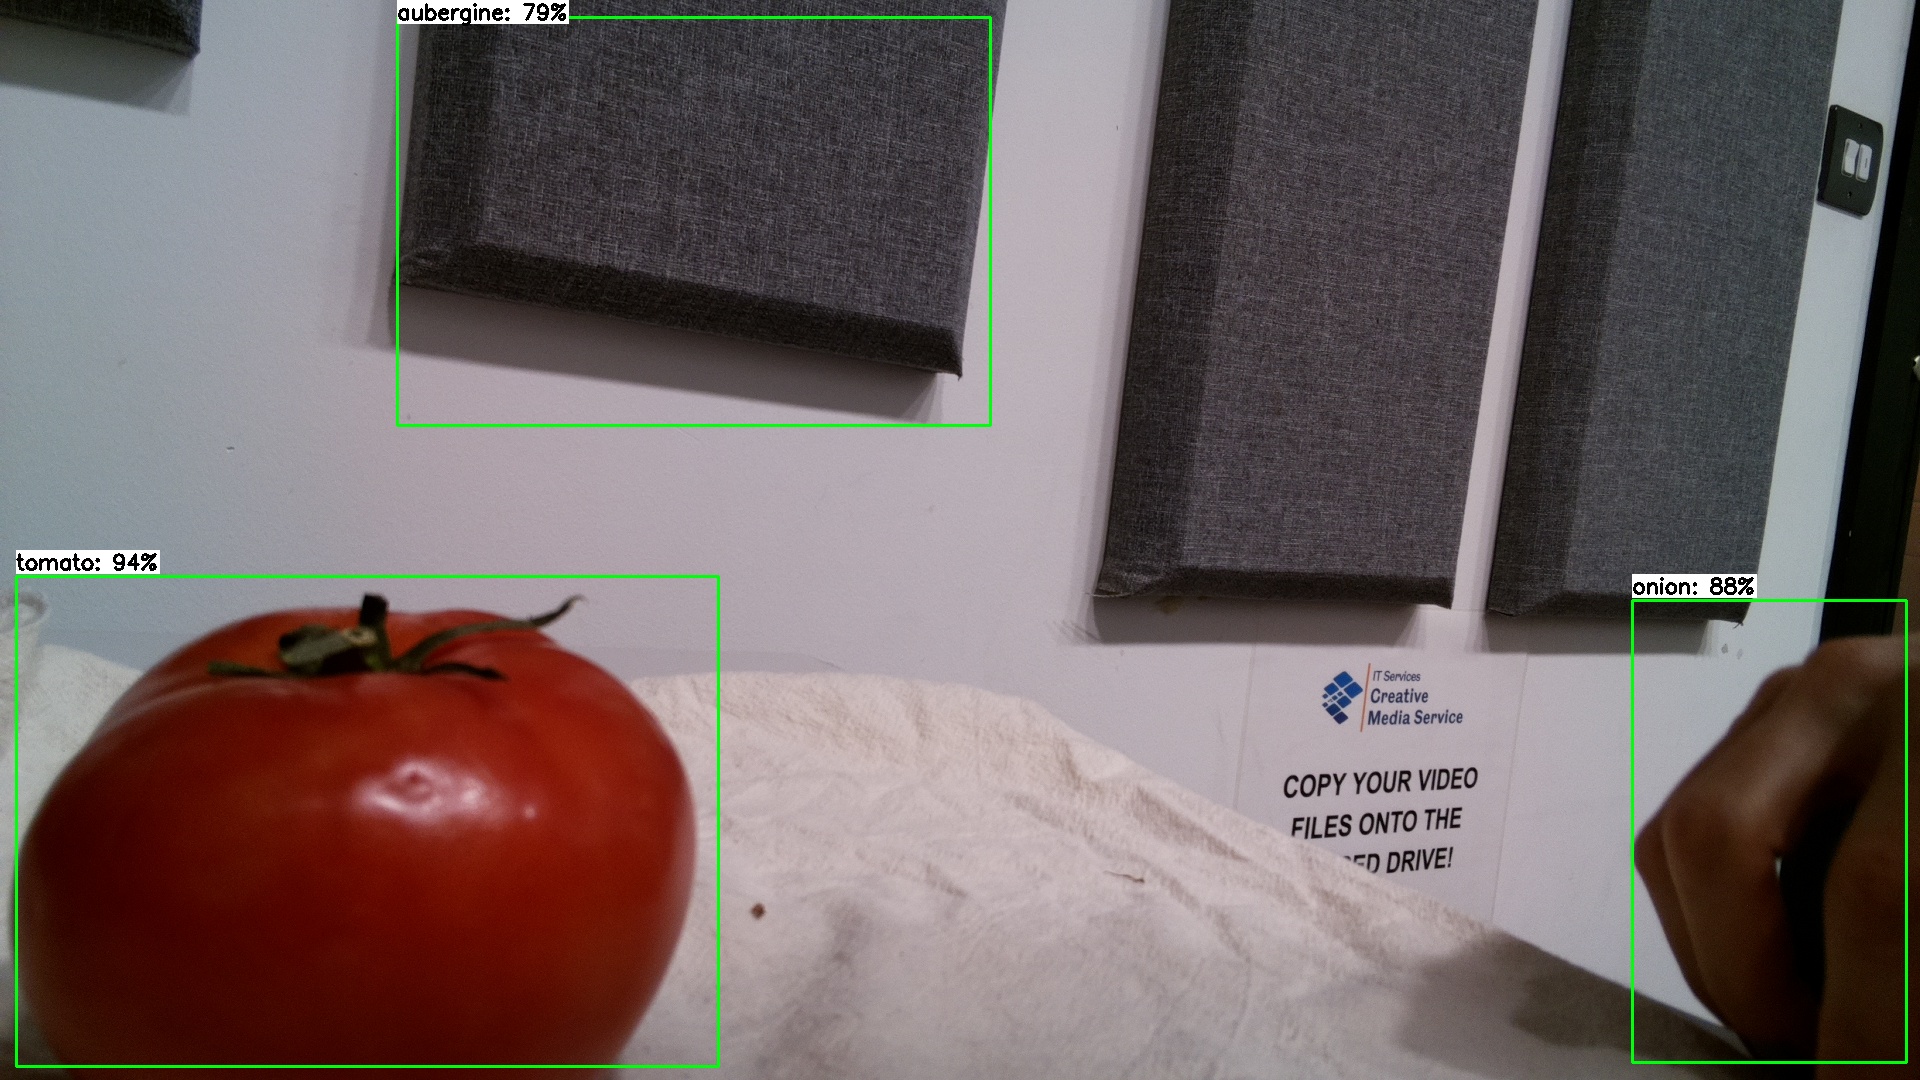 aubergine: 79%
tomato: 94%
onion: 88%
IT Services
Creative
Media Service
COPY YOUR VIDEO
FILES ONTO THE
DRIVE!